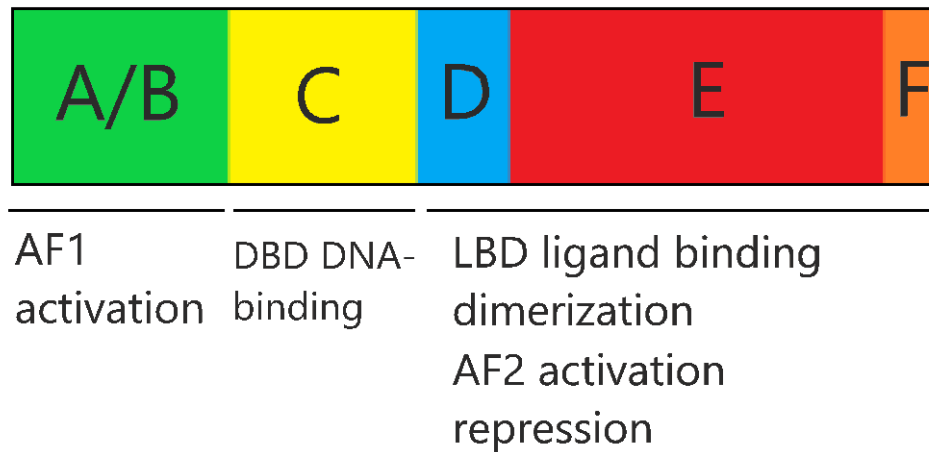 A/B C D E F
AF1
activation
DBD DNA-
binding
LBD ligand binding
dimerization
AF2 activation
repression